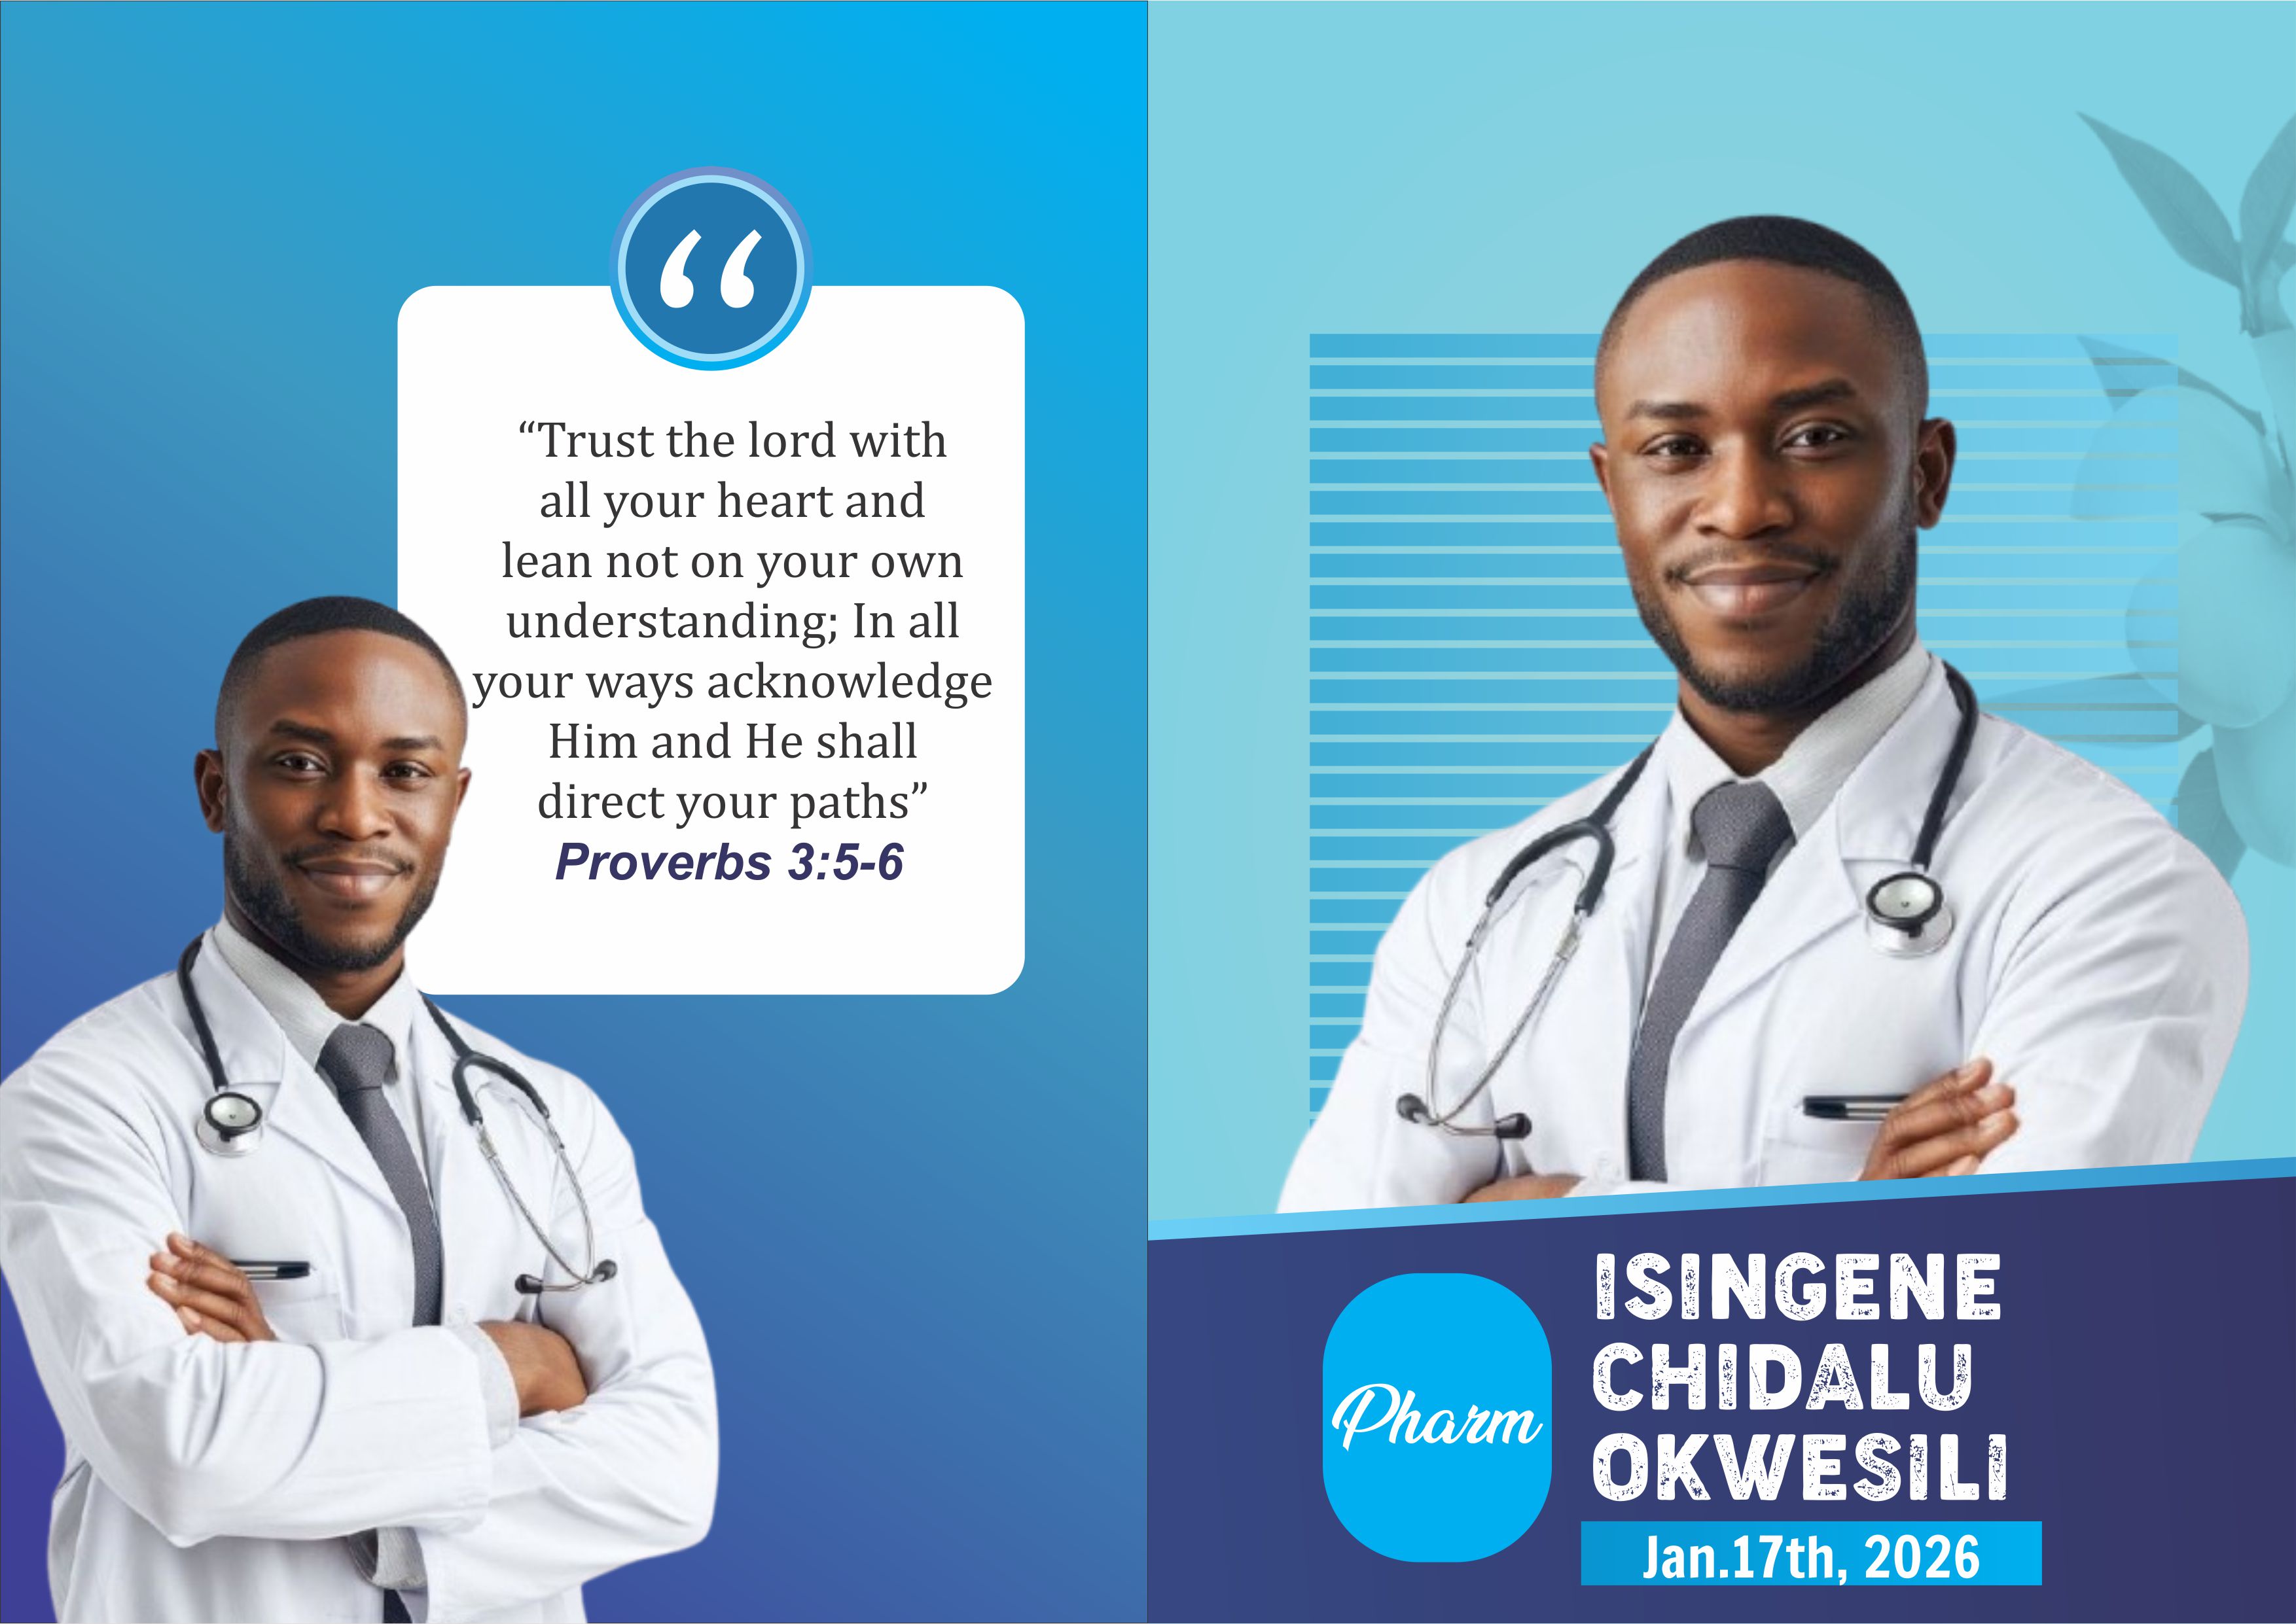 “
“Trust the lord with
all your heart and
lean not on your own
understanding; In all
your ways acknowledge
Him and He shall
direct your paths”
Proverbs 3:5-6
Pharm
ISINGENE
CHIDALU
OKWESILI
Jan.17th, 2026